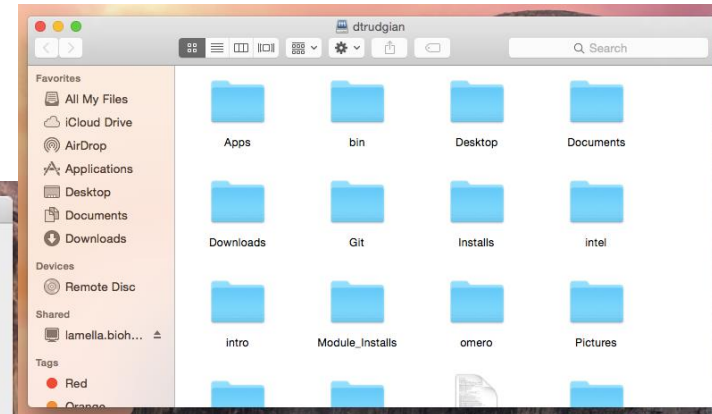 dtrudgian
Search
Favorites
All My Files
iCloud Drive
AirDrop
Applications
Desktop
Documents
Downloads
Devices
Remote Disc
Shared
lamella.bioh...
Tags
Red
Orange
Apps bin Desktop Documents
Downloads Git Installs intel
intro Module_Installs omero Pictures